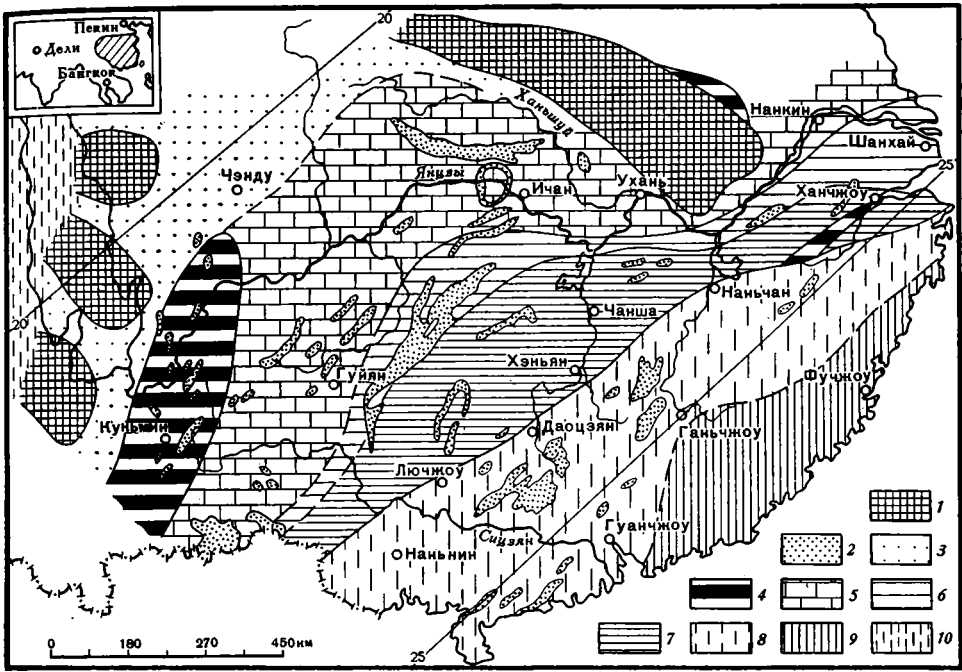 Пекин
Дели
Бангкок
20
Ханьшуй
Нанкин
Шанхай
25
Чэнду
Янцзы
Ичан
Ухань
Ханчжоу
Наньчан
20
Чанша
Гуйян
Хэньян
Фучжоу
Куньмин
Даоцзян
Ганьчжоу
Лючжоу
Гуанчжоу
Сицзян
Наньнин
1
2
3
4
5
6
7
8
9
10
0 180 270 450 км
25